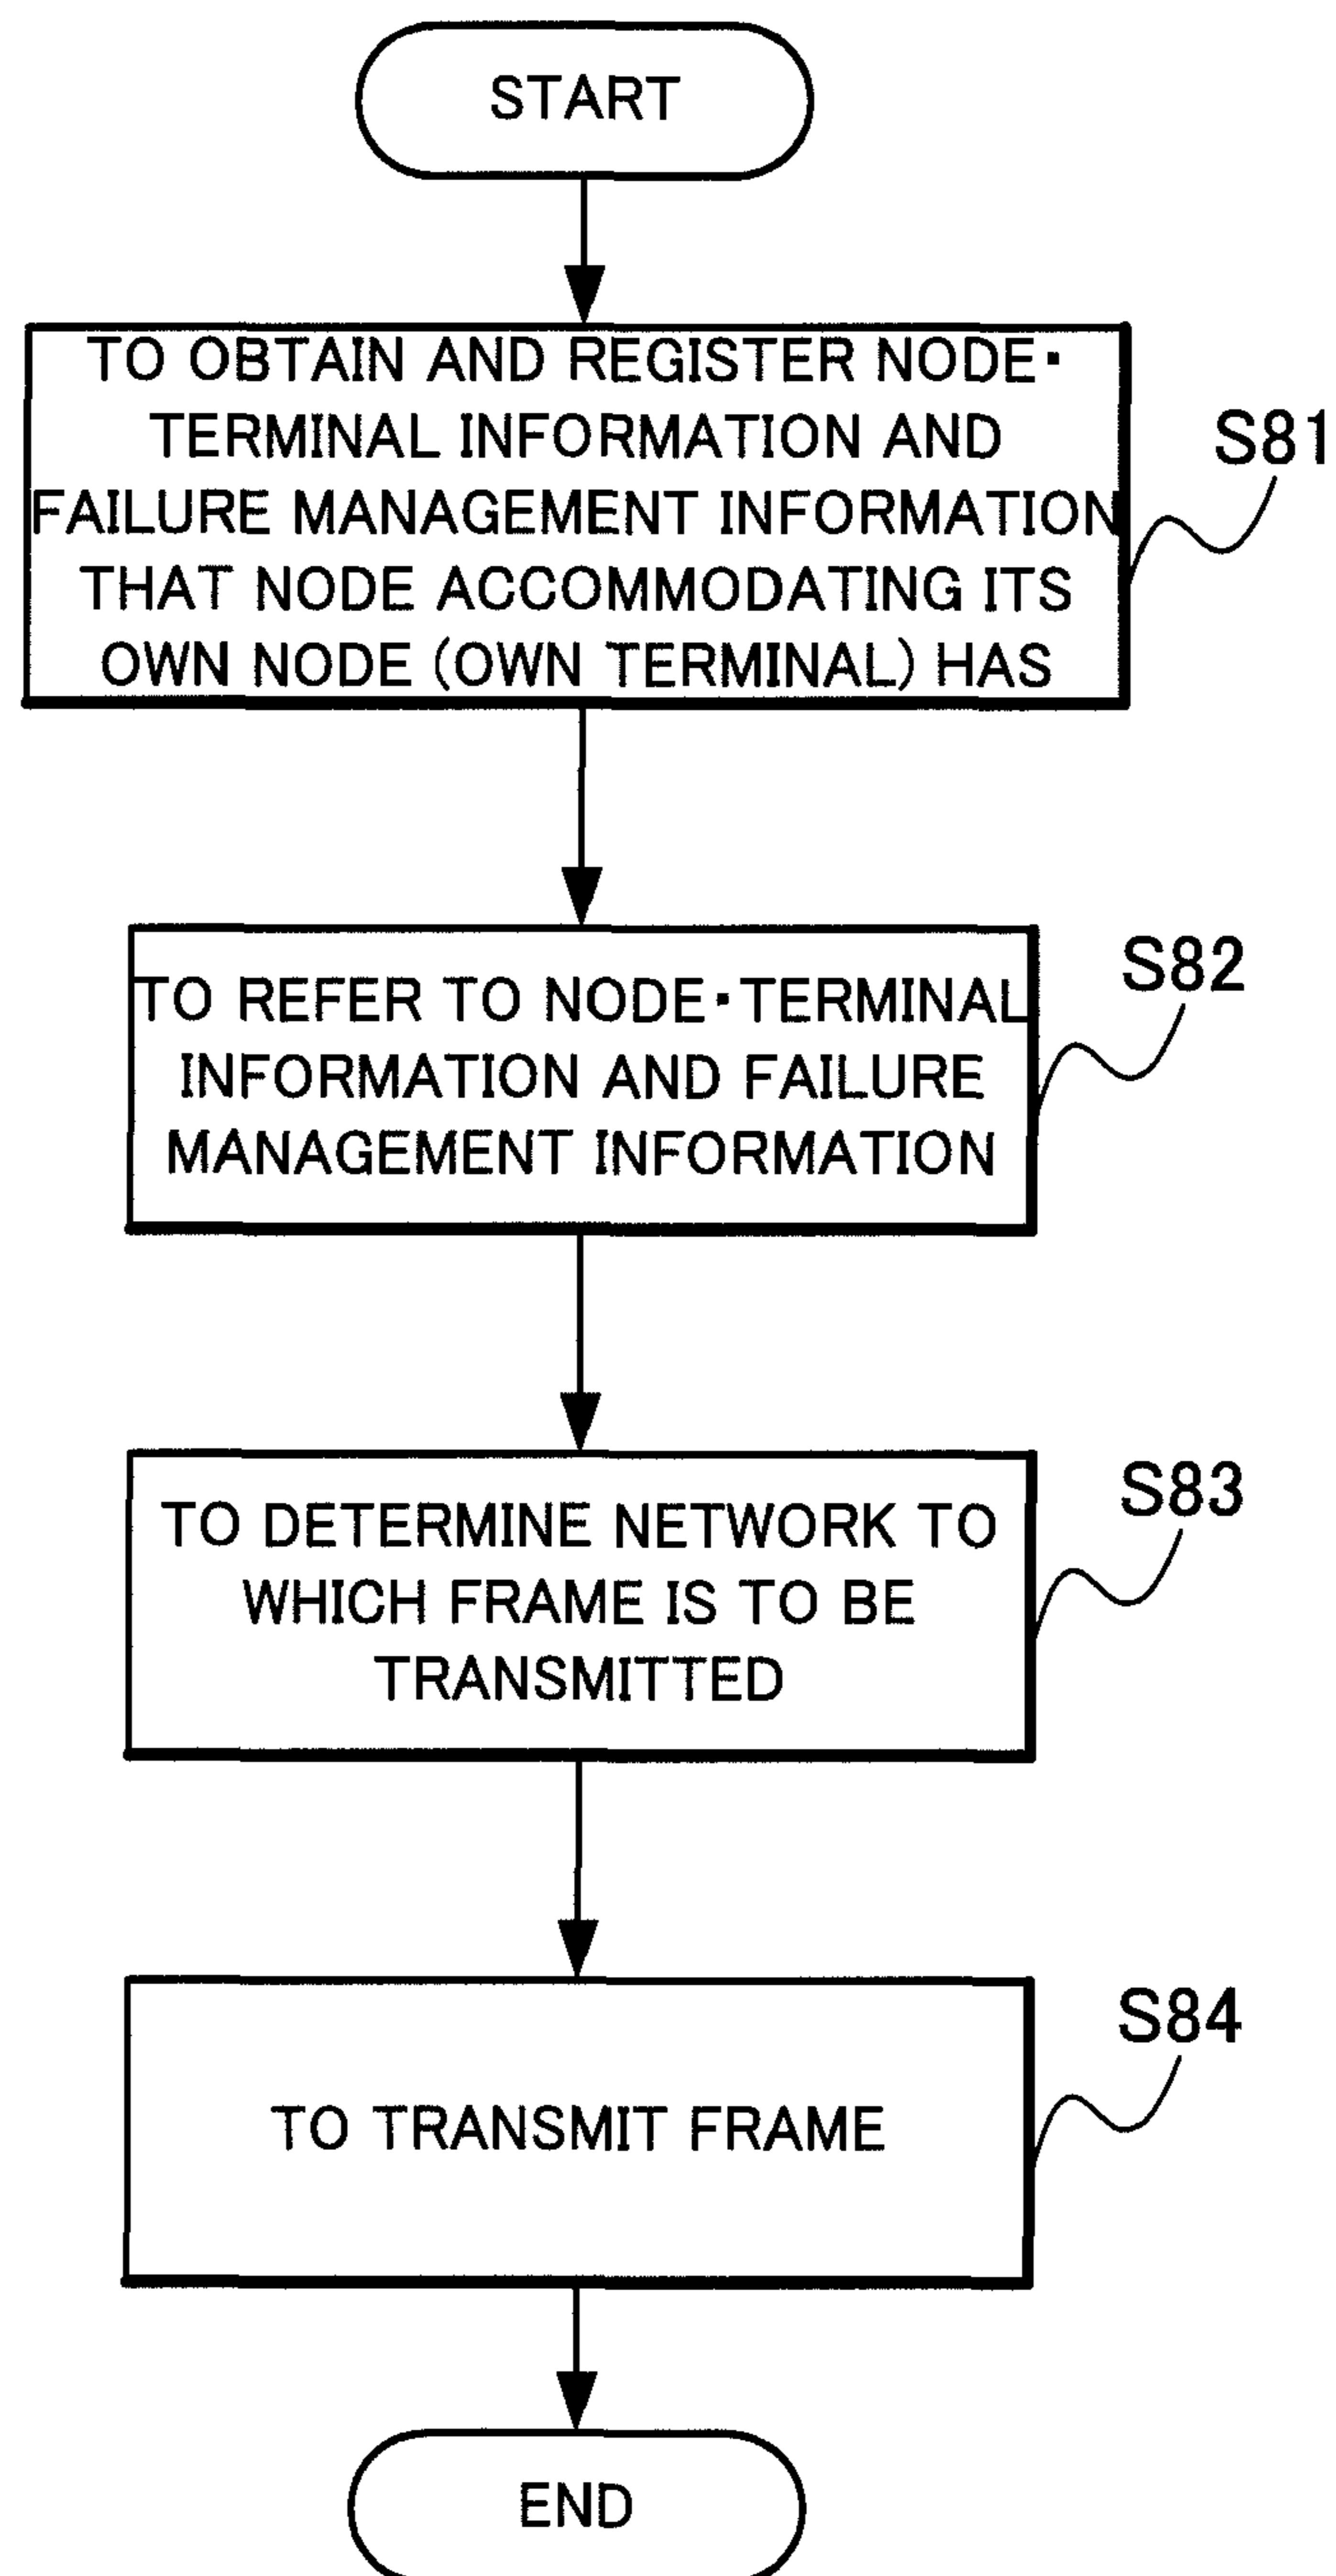 START
TO OBTAIN AND REGISTER NODE・
TERMINAL INFORMATION AND
FAILURE MANAGEMENT INFORMATION
THAT NODE ACCOMMODATING ITS
OWN NODE (OWN TERMINAL) HAS
S81
TO REFER TO NODE・TERMINAL
INFORMATION AND FAILURE
MANAGEMENT INFORMATION
S82
TO DETERMINE NETWORK TO
WHICH FRAME IS TO BE
TRANSMITTED
S83
TO TRANSMIT FRAME
S84
END